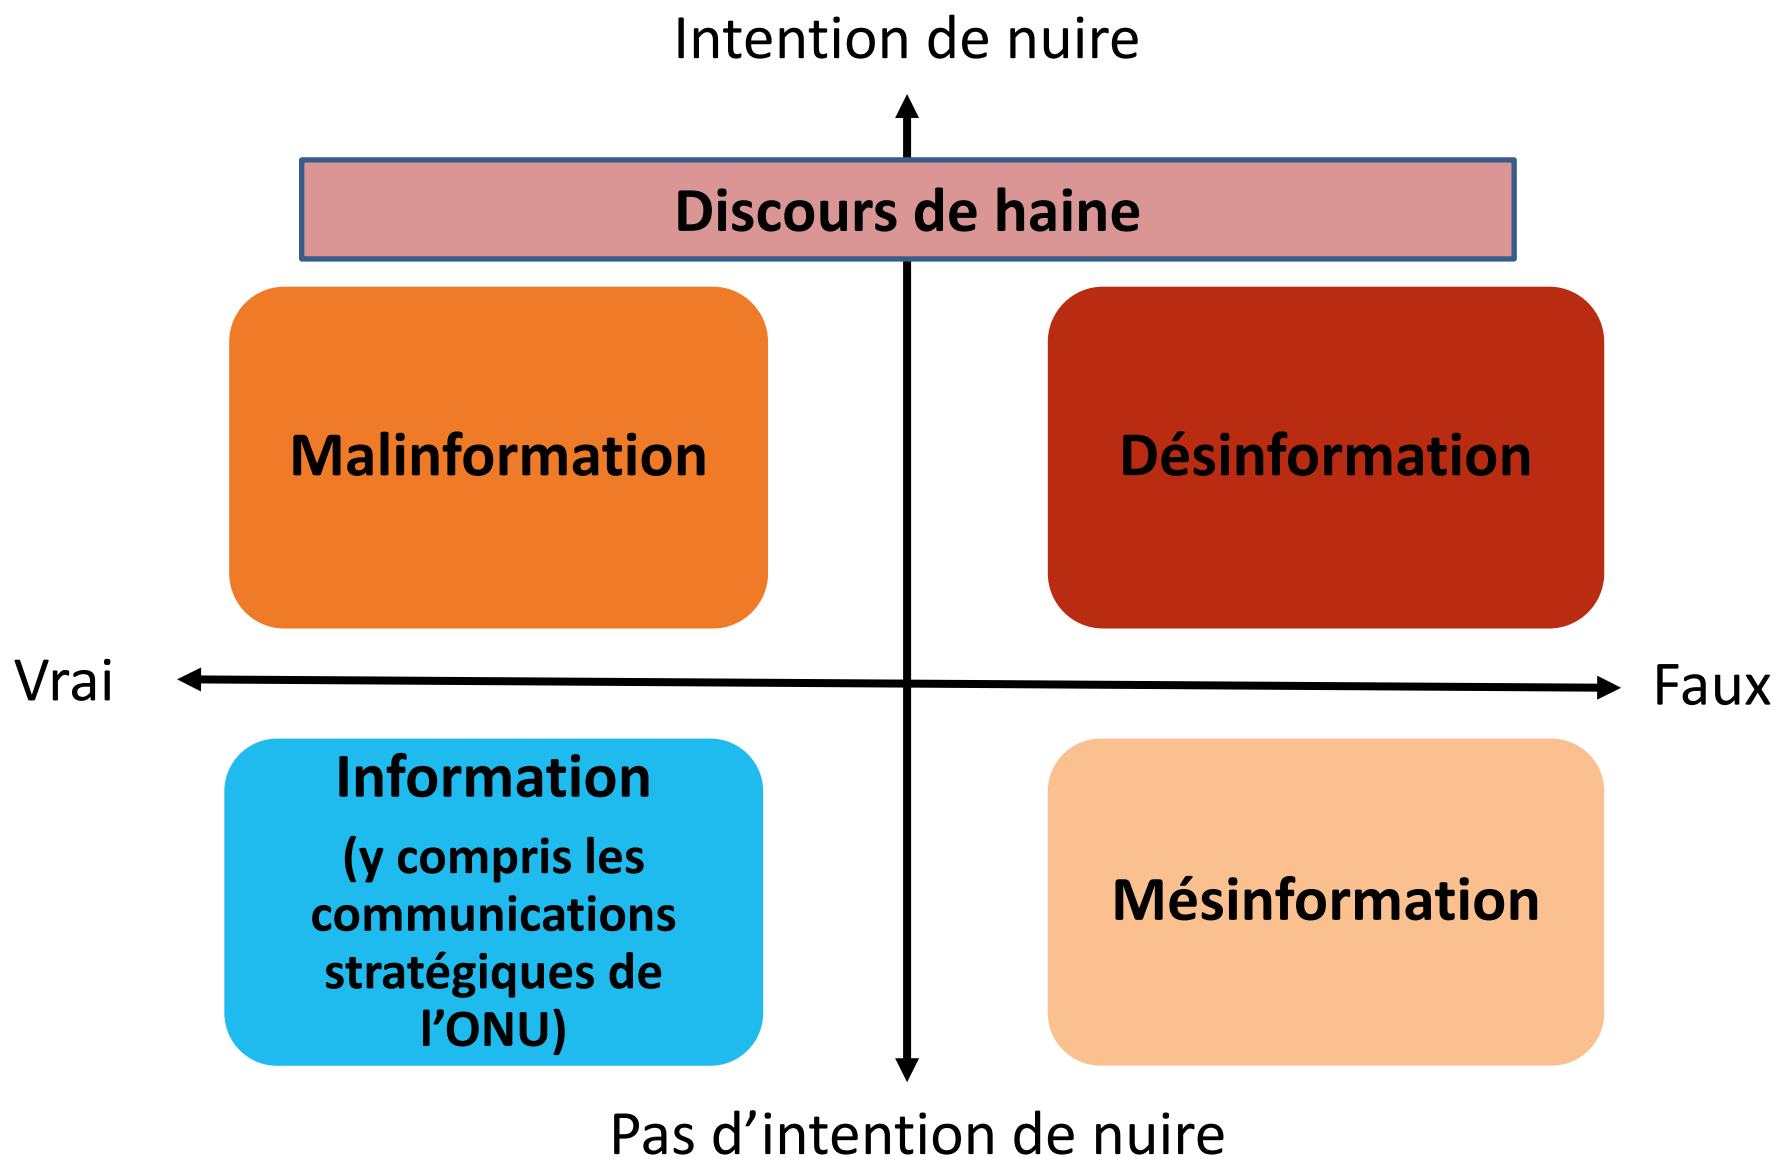 Intention de nuire
Discours de haine
Malinformation
Désinformation
Vrai
Faux
Information
(y compris les
communications
stratégiques de
l’ONU)
Mésinformation
Pas d’intention de nuire